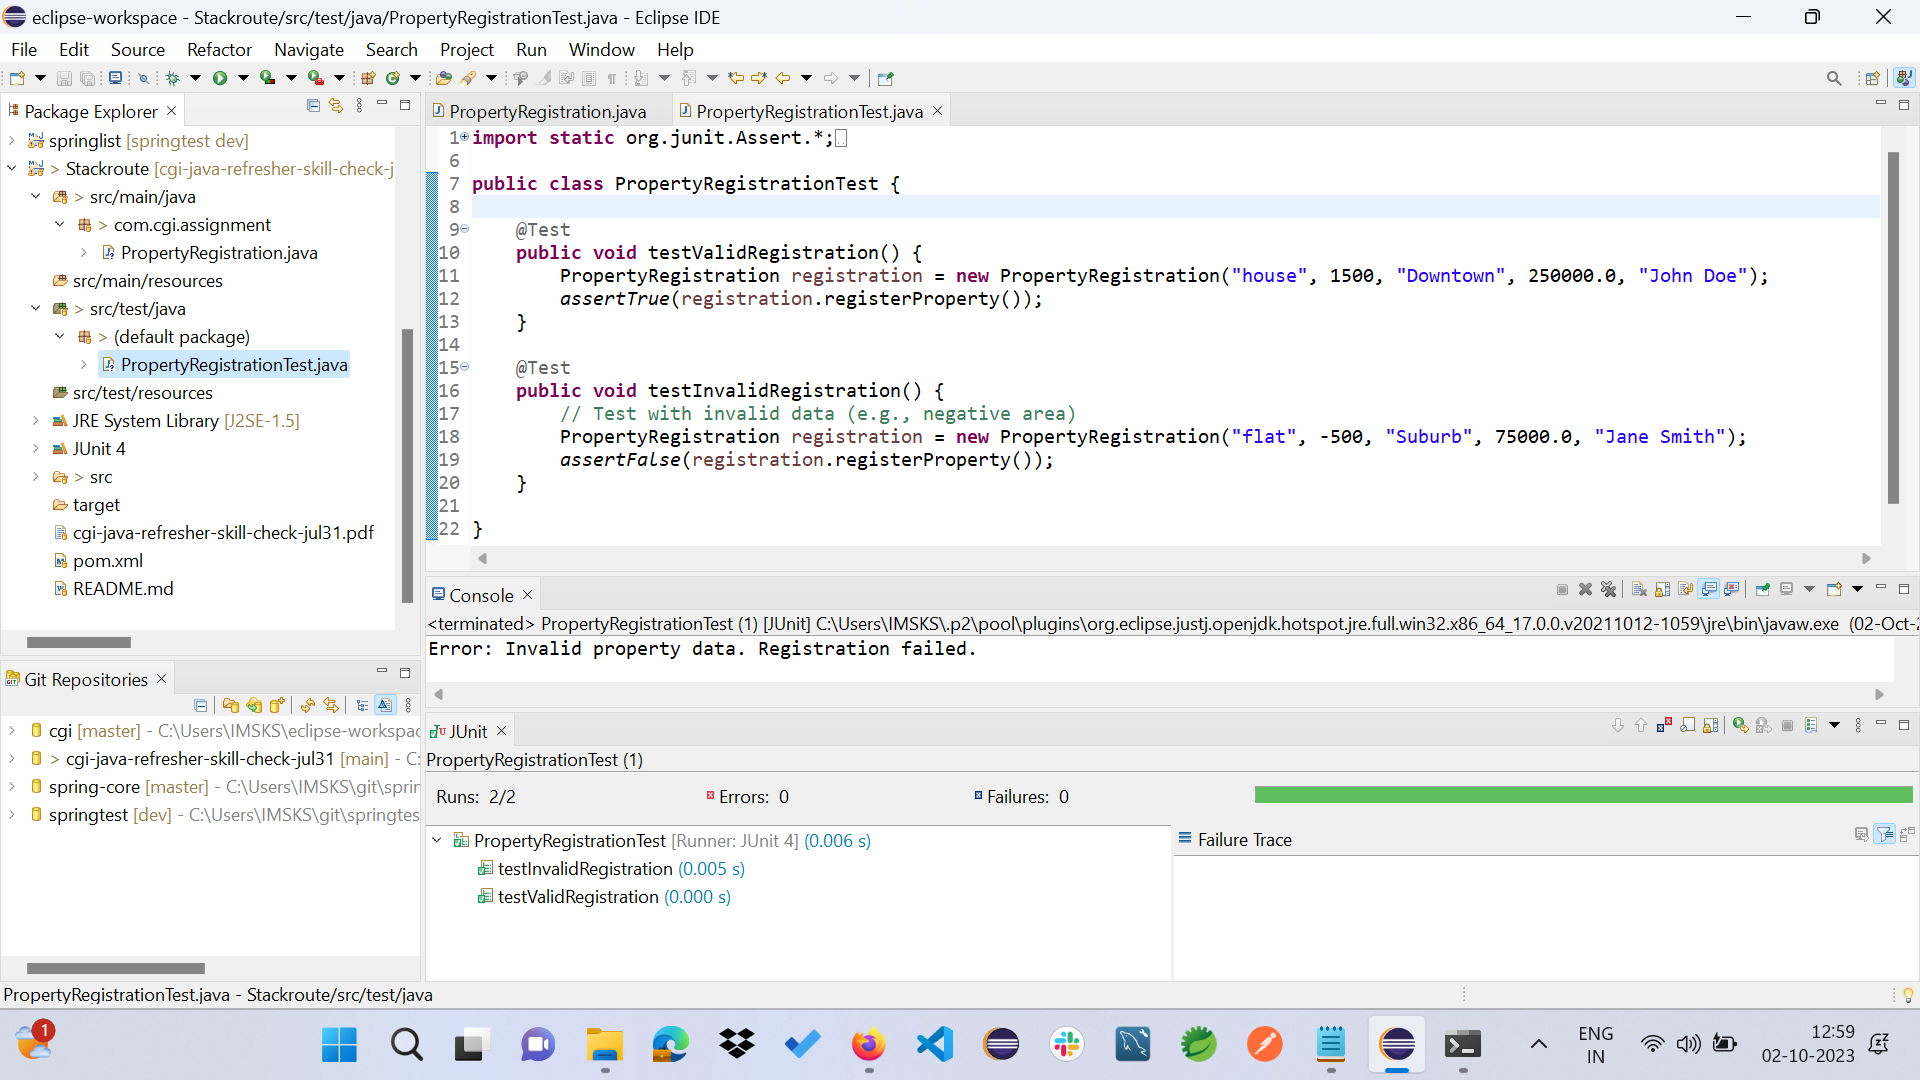 eclipse-workspace - Stackroute/src/test/java/PropertyRegistrationTest.java - Eclipse IDE
File Edit Source Refactor Navigate Search Project Run Window Help
Package Explorer
springlist [springtest dev]
> Stackroute [cgi-java-refresher-skill-check-j
> src/main/java
> com.cgi.assignment
PropertyRegistration.java
src/main/resources
> src/test/java
> (default package)
PropertyRegistrationTest.java
src/test/resources
JRE System Library [J2SE-1.5]
JUnit 4
> src
target
cgi-java-refresher-skill-check-jul31.pdf
pom.xml
README.md
Git Repositories
cgi [master] - C:\Users\IMSKS\eclipse-workspac
> cgi-java-refresher-skill-check-jul31 [main] - C:
spring-core [master] - C:\Users\IMSKS\git\sprin
springtest [dev] - C:\Users\IMSKS\git\springtes
PropertyRegistration.java
PropertyRegistrationTest.java
1 import static org.junit.Assert.*;
6
7 public class PropertyRegistrationTest {
8
9 @Test
10 public void testValidRegistration() {
11 PropertyRegistration registration = new PropertyRegistration("house", 1500, "Downtown", 250000.0, "John Doe");
12 assertTrue(registration.registerProperty());
13 }
14
15 @Test
16 public void testInvalidRegistration() {
17 // Test with invalid data (e.g., negative area)
18 PropertyRegistration registration = new PropertyRegistration("flat", -500, "Suburb", 75000.0, "Jane Smith");
19 assertFalse(registration.registerProperty());
20 }
21
22 }
Console
<terminated> PropertyRegistrationTest (1) [JUnit] C:\Users\IMSKS\.p2\pool\plugins\org.eclipse.justj.openjdk.hotspot.jre.full.win32.x86_64_17.0.0.v20211012-1059\jre\bin\javaw.exe (02-Oct-2
Error: Invalid property data. Registration failed.
JUnit
PropertyRegistrationTest (1)
Runs: 2/2 Errors: 0 Failures: 0
PropertyRegistrationTest [Runner: JUnit 4] (0.006 s)
testInvalidRegistration (0.005 s)
testValidRegistration (0.000 s)
Failure Trace
PropertyRegistrationTest.java - Stackroute/src/test/java
1
ENG
IN
12:59
02-10-2023